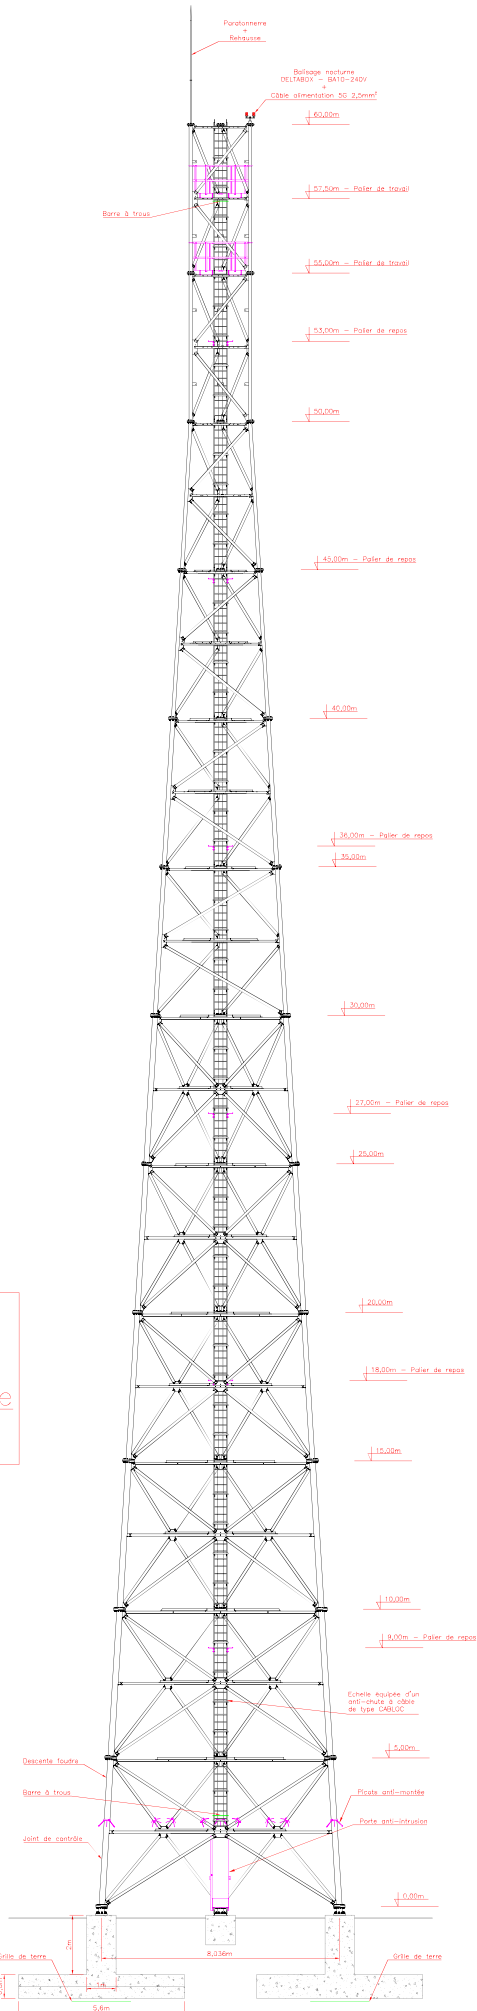 Paratonnerre
+
Rehausse
Balisage nocturne
DELTABOX - BA10-240V
+
Câble alimentation 5G 2,5mm²
60,00m
57,50m - Palier de travail
Barre à trous
55,00m - Palier de travail
53,00m - Palier de repos
50,00m
45,00m - Palier de repos
40,00m
36,00m - Palier de repos
35,00m
30,00m
27,00m - Palier de repos
25,00m
20,00m
18,00m - Palier de repos
15,00m
10,00m
9,00m - Palier de repos
Echelle équipée d'un
anti-chute à câble
de type CABLOC
5,00m
Descente foudre
Barre à trous
Picots anti-montée
Porte anti-intrusion
Joint de contrôle
0,00m
2m
8,036m
Grille de terre
Grille de terre
5,6m